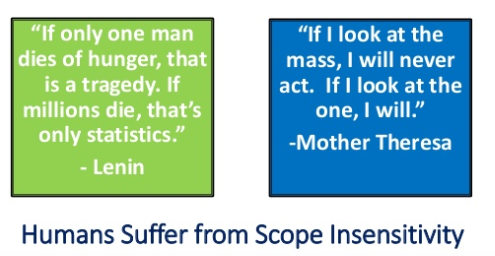 “If only one man
dies of hunger, that
is a tragedy. If
millions die, that’s
only statistics.”
- Lenin
“If I look at the
mass, I will never
act.  If I look at the
one, I will.”
-Mother Theresa
Humans Suffer from Scope Insensitivity